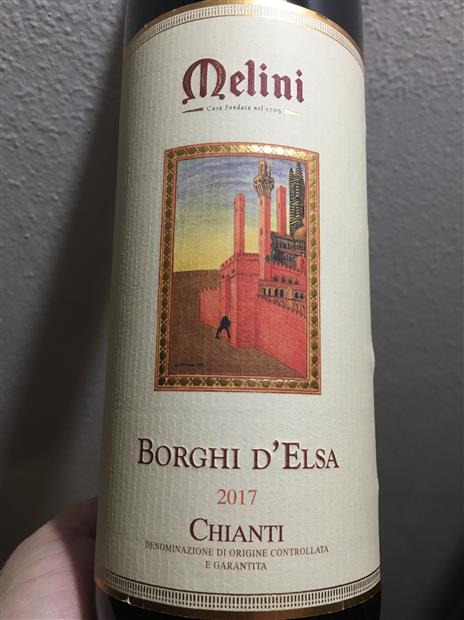 Melini
Casa Fondata nel 1705
BORGHI D'ELSA
2017
CHIANTI
DENOMINAZIONE DI ORIGINE CONTROLLATA
E GARANTITA